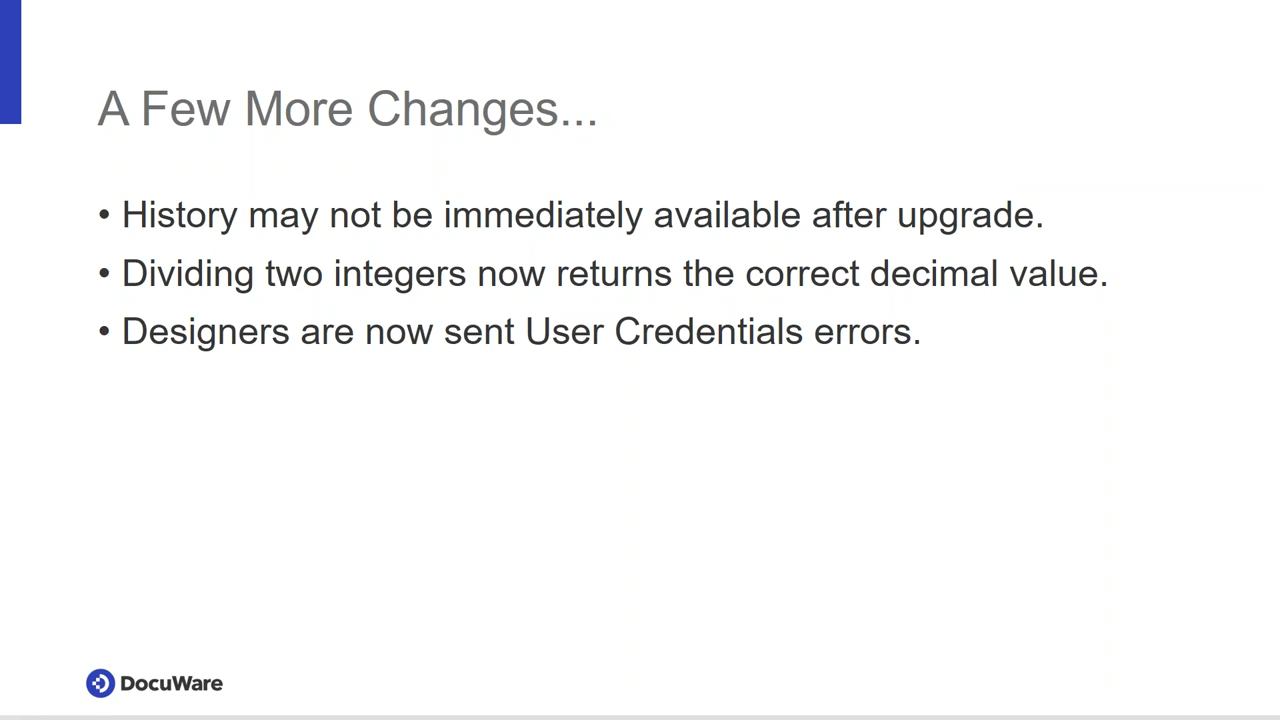 A Few More Changes...
• History may not be immediately available after upgrade.
• Dividing two integers now returns the correct decimal value.
• Designers are now sent User Credentials errors.
DocuWare